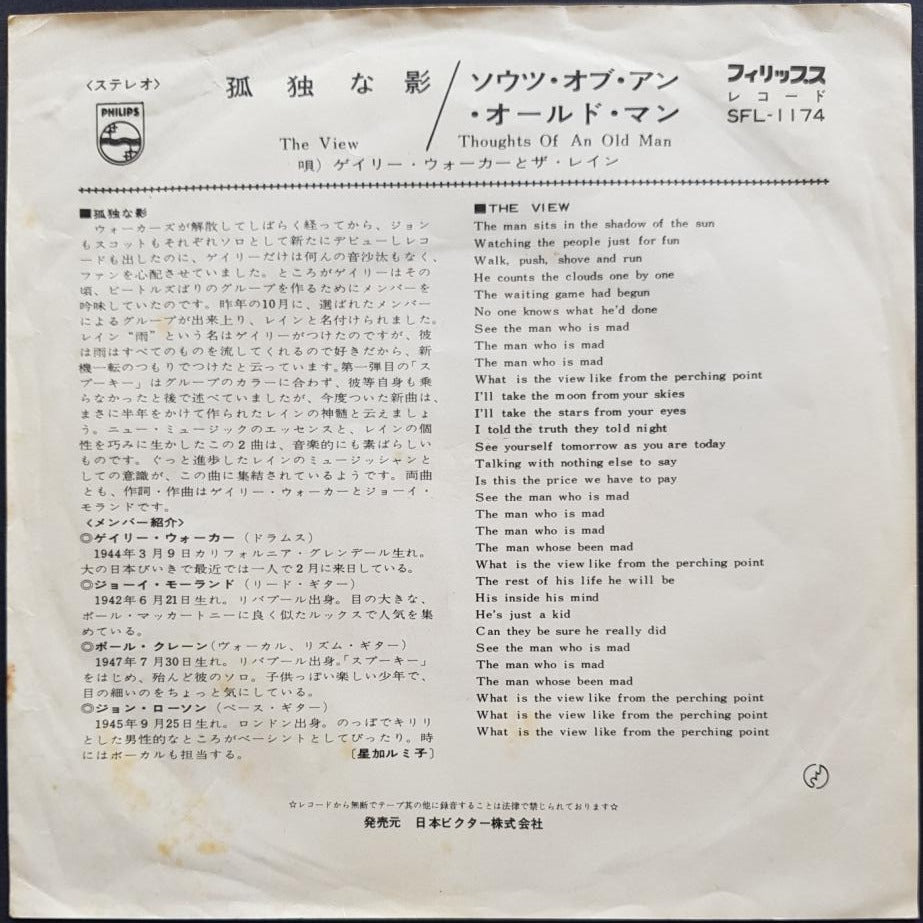 〈ステレオ〉
PHILIPS
孤独な影/ソウツ・オブ・アン
・オールド・マン
The View
Thoughts Of An Old Man
唄) ゲイリー・ウォーカーとザ・レイン
フィリップス
レコード
SFL-1174
■孤独な影
ウォーカーズが解散してしばらく経ってから、ジョン
もスコットもそれぞれソロとして新たにデビューしレコ
ードも出したのに、ゲイリーだけは何んの音沙汰もなく、
ファンを心配させていました。ところがゲイリーはその
頃、ビートルズばりのグループを作るためにメンバーを
吟味していたのです。昨年の10月に、選ばれたメンバー
によるグループが出来上り、レインと名付けられました。
レイン“雨”という名はゲイリーがつけたのですが、彼
は雨はすべてのものを流してくれるので好きだから、新
機一転のつもりでつけたと云っています。第一弾目の「ス
プーキー」はグループのカラーに合わず、彼等自身も乗
らなかったと後で述べていましたが、今度ついた新曲は、
まさに半年をかけて作られたレインの神髄と云えましょ
う。ニュー・ミュージックのエッセンスと、レインの個
性を巧みに生かしたこの2曲は、音楽的にも素ばらしい
ものです。ぐっと進歩したレインのミュージッシャンと
しての意識が、この曲に集結されているようです。両曲
とも、作詞・作曲はゲイリー・ウォーカーとジョーイ・
モランドです。
〈メンバー紹介〉
◎ゲイリー・ウォーカー(ドラムス)
1944年3月9日カリフォルニア・グレンデール生れ。
大の日本びいきで最近では一人で2月に来日している。
◎ジョーイ・モーランド(リード・ギター)
1942年6月21日生れ。リバプール出身。目の大きな、
ポール・マッカートニーに良く似たルックスで人気を集
めている。
◎ポール・クレーン(ヴォーカル、リズム・ギター)
1947年7月30日生れ。リバプール出身。「スプーキー」
をはじめ、殆んど彼のソロ。子供っぽい楽しい少年で、
目の細いのをちょっと気にしている。
◎ジョン・ローソン(ベース・ギター)
1945年9月25日生れ。ロンドン出身。のっぽでキリリ
とした男性的なところがベーシントとしてぴったり。時
にはボーカルも担当する。〔星加ルミ子〕
■THE VIEW
The man sits in the shadow of the sun
Watching the people just for fun
Walk, push, shove and run
He counts the clouds one by one
The waiting game had begun
No one knows what he'd done
See the man who is mad
The man who is mad
The man who is mad
What is the view like from the perching point
I'll take the moon from your skies
I'll take the stars from your eyes
I told the truth they told night
See yourself tomorrow as you are today
Talking with nothing else to say
Is this the price we have to pay
See the man who is mad
The man who is mad
The man who is mad
The man whose been mad
What is the view like from the perching point
The rest of his life he will be
His inside his mind
He's just a kid
Can they be sure he really did
See the man who is mad
The man who is mad
The man whose been mad
What is the view like from the perching point
What is the view like from the perching point
What is the view like from the perching point
☆レコードから無断でテープ其の他に録音することは法律で禁じられております☆
発売元 日本ビクター株式会社